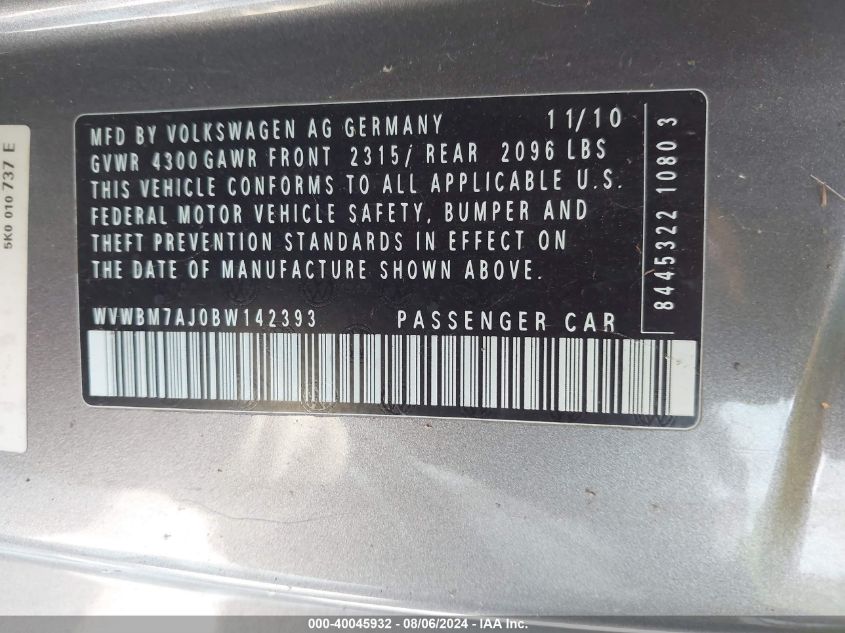 MFD BY VOLKSWAGEN AG GERMANY 11/10
GVWR 4300 GAWR FRONT 2315/ REAR 2096 LBS
THIS VEHICLE CONFORMS TO ALL APPLICABLE U.S.
FEDERAL MOTOR VEHICLE SAFETY, BUMPER AND
THEFT PREVENTION STANDARDS IN EFFECT ON
THE DATE OF MANUFACTURE SHOWN ABOVE.
WVWBM7AJ0BW142393 PASSENGER CAR
8445322 10803
5K0 010 737 E
000-40045932 - 08/06/2024 - IAA Inc.